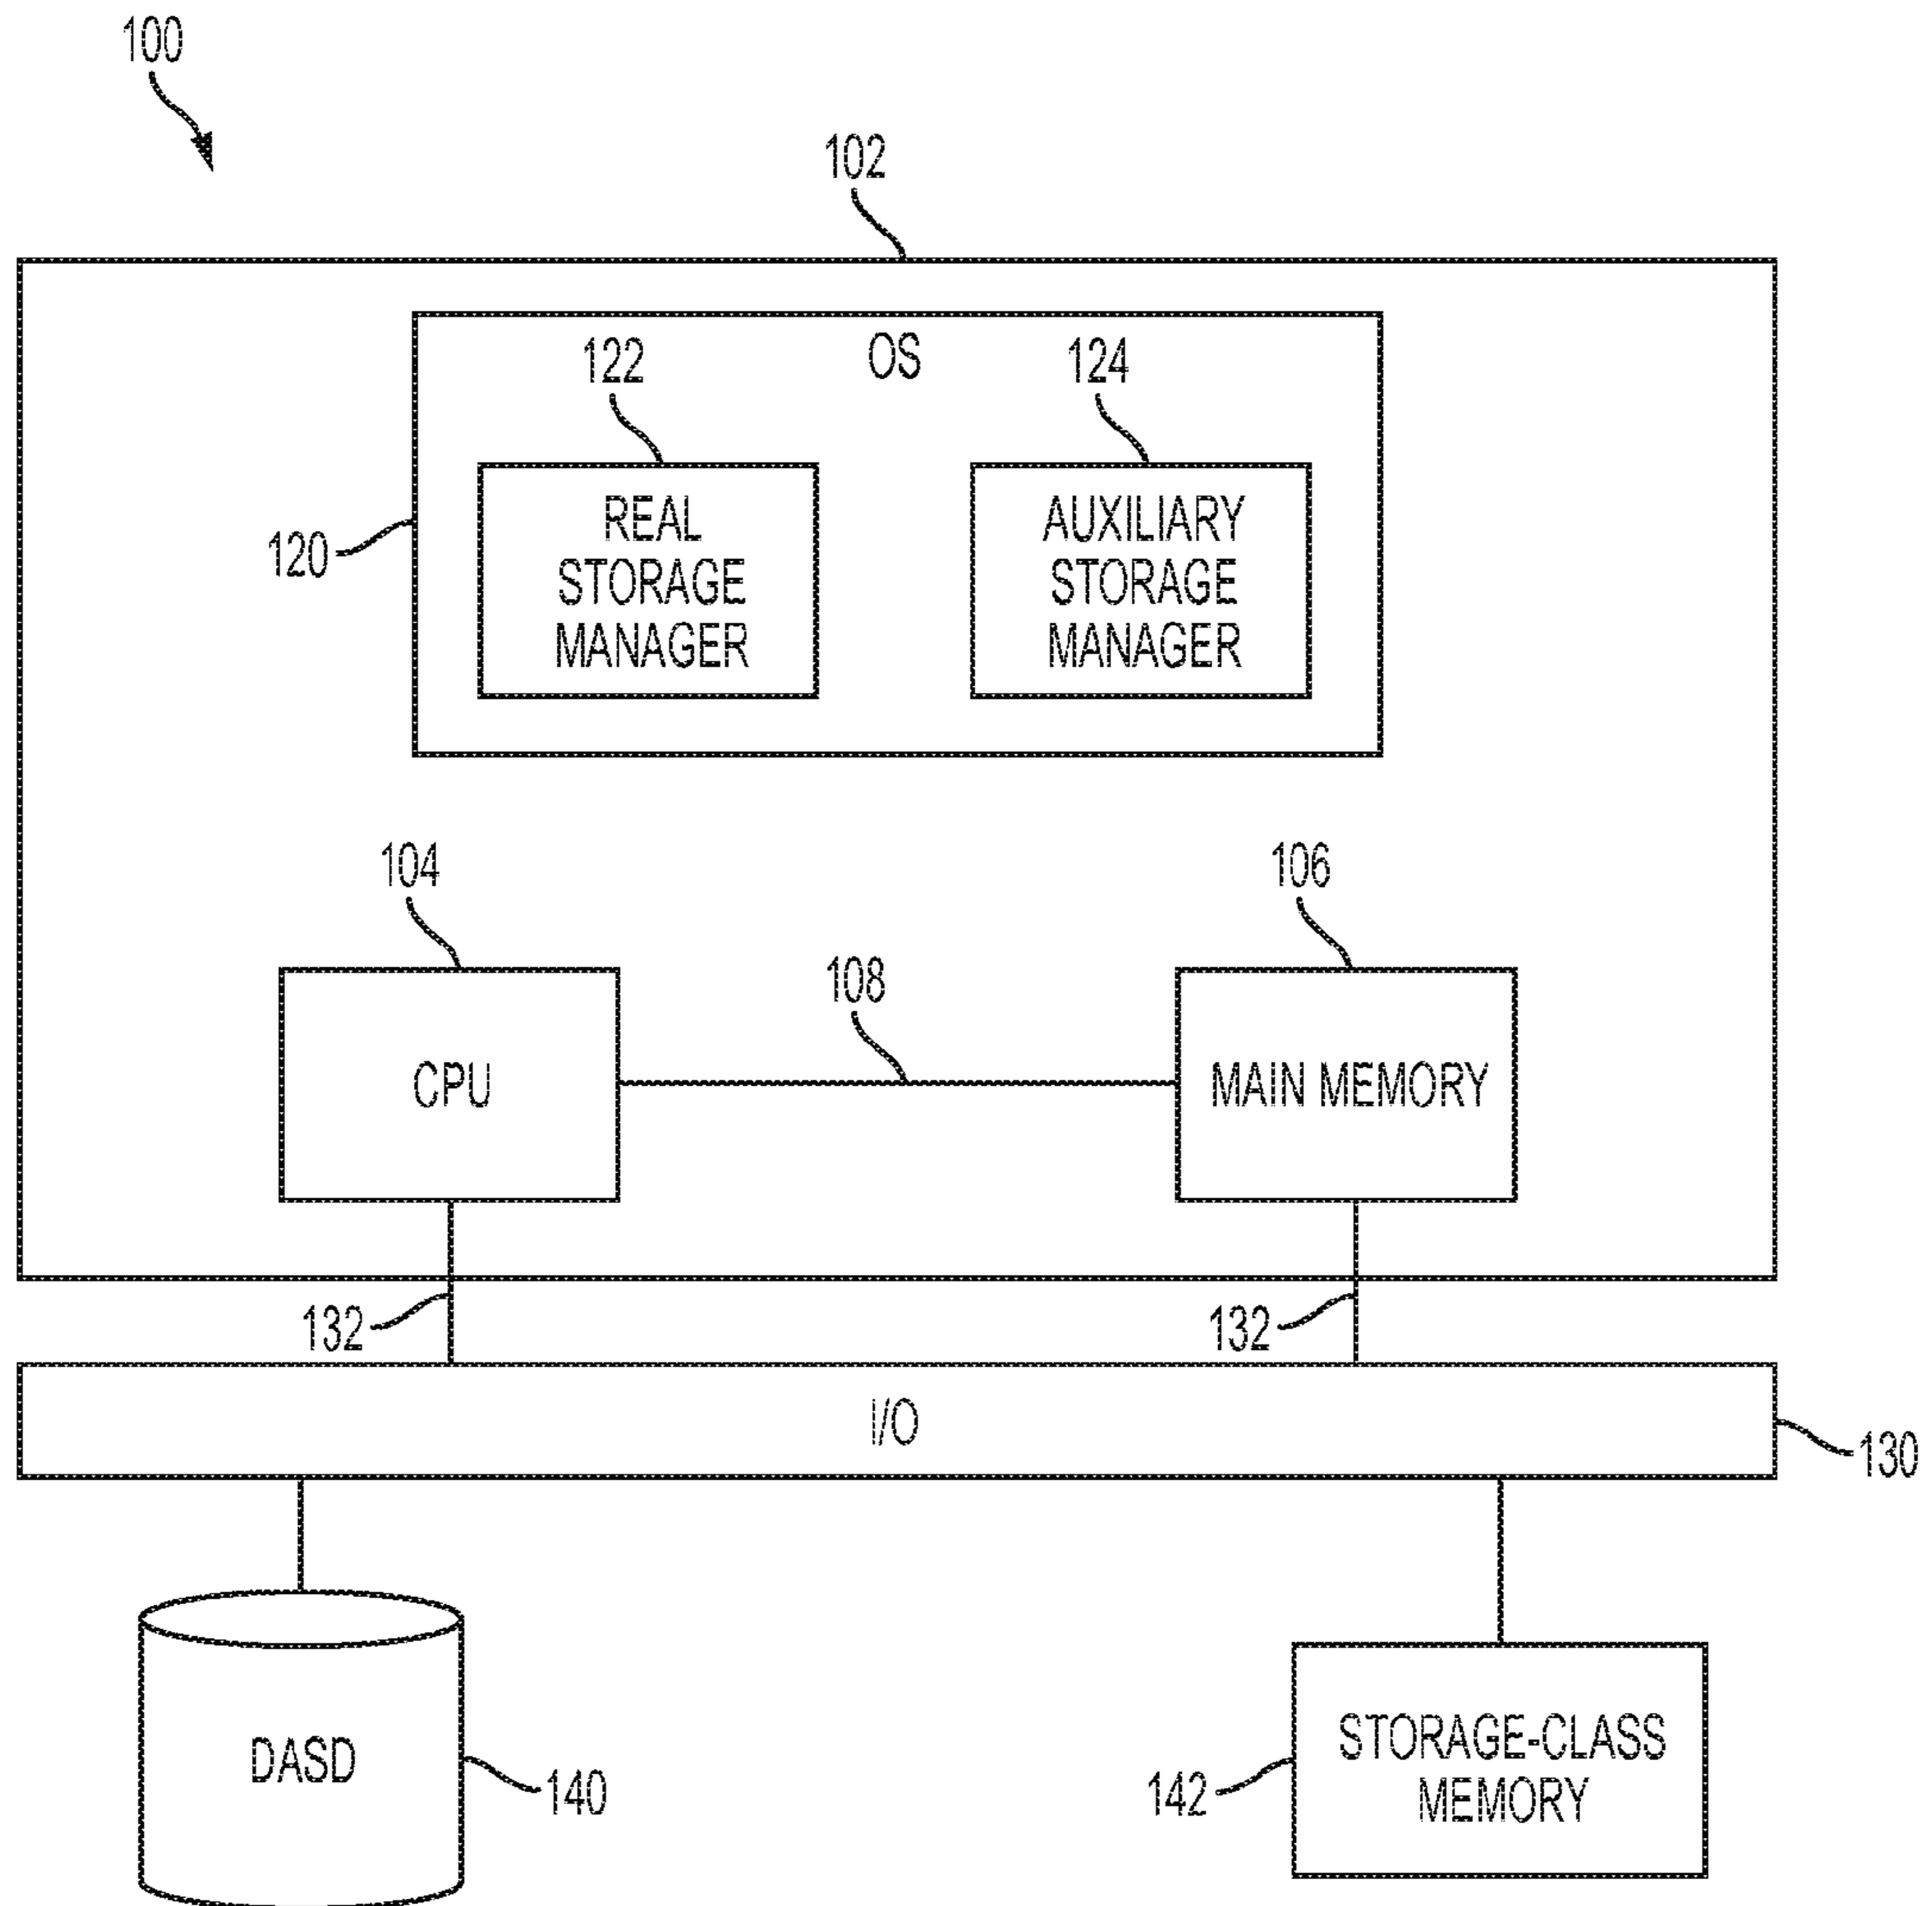 100
102
OS
122
124
REAL
STORAGE
MANAGER
AUXILIARY
STORAGE
MANAGER
120
104
106
108
CPU
MAIN MEMORY
132
132
I/O
130
DASD
140
STORAGE-CLASS
MEMORY
142